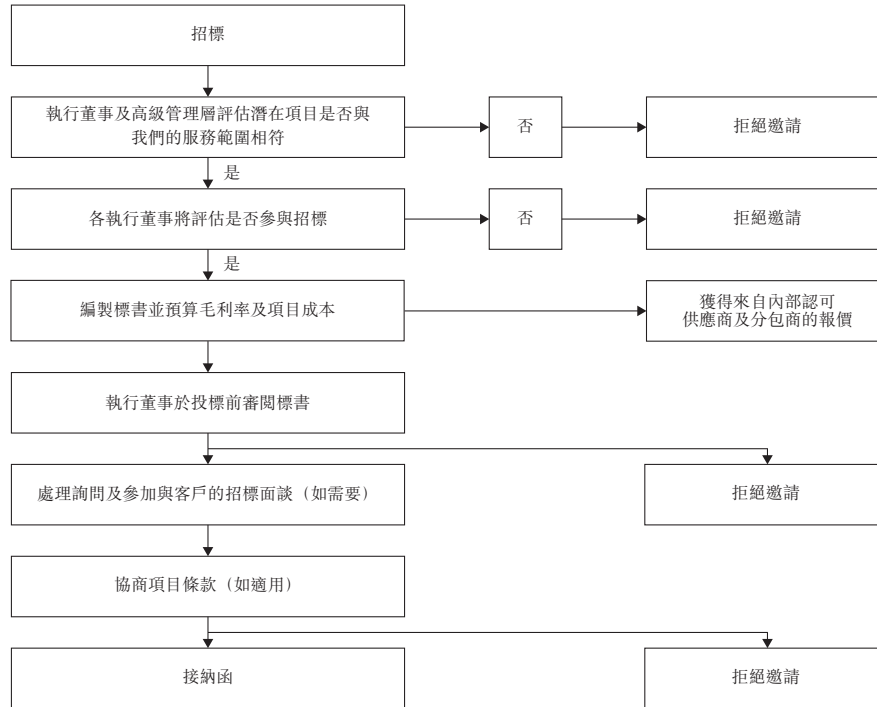 招標
執行董事及高級管理層評估潛在項目是否與
我們的服務範圍相符
否
拒絕邀請
是
各執行董事將評估是否參與招標
否
拒絕邀請
是
編製標書並預算毛利率及項目成本
獲得來自內部認可
供應商及分包商的報價
執行董事於投標前審閱標書
處理詢問及參加與客戶的招標面談（如需要）
拒絕邀請
協商項目條款（如適用）
接納函
拒絕邀請